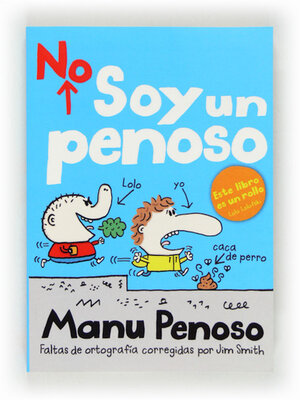 No
Soy un
penoso
Lolo
yo
Este libro
es un rollo
caca
de perro
Manu Penoso
Faltas de ortografía corregidas por Jim Smith